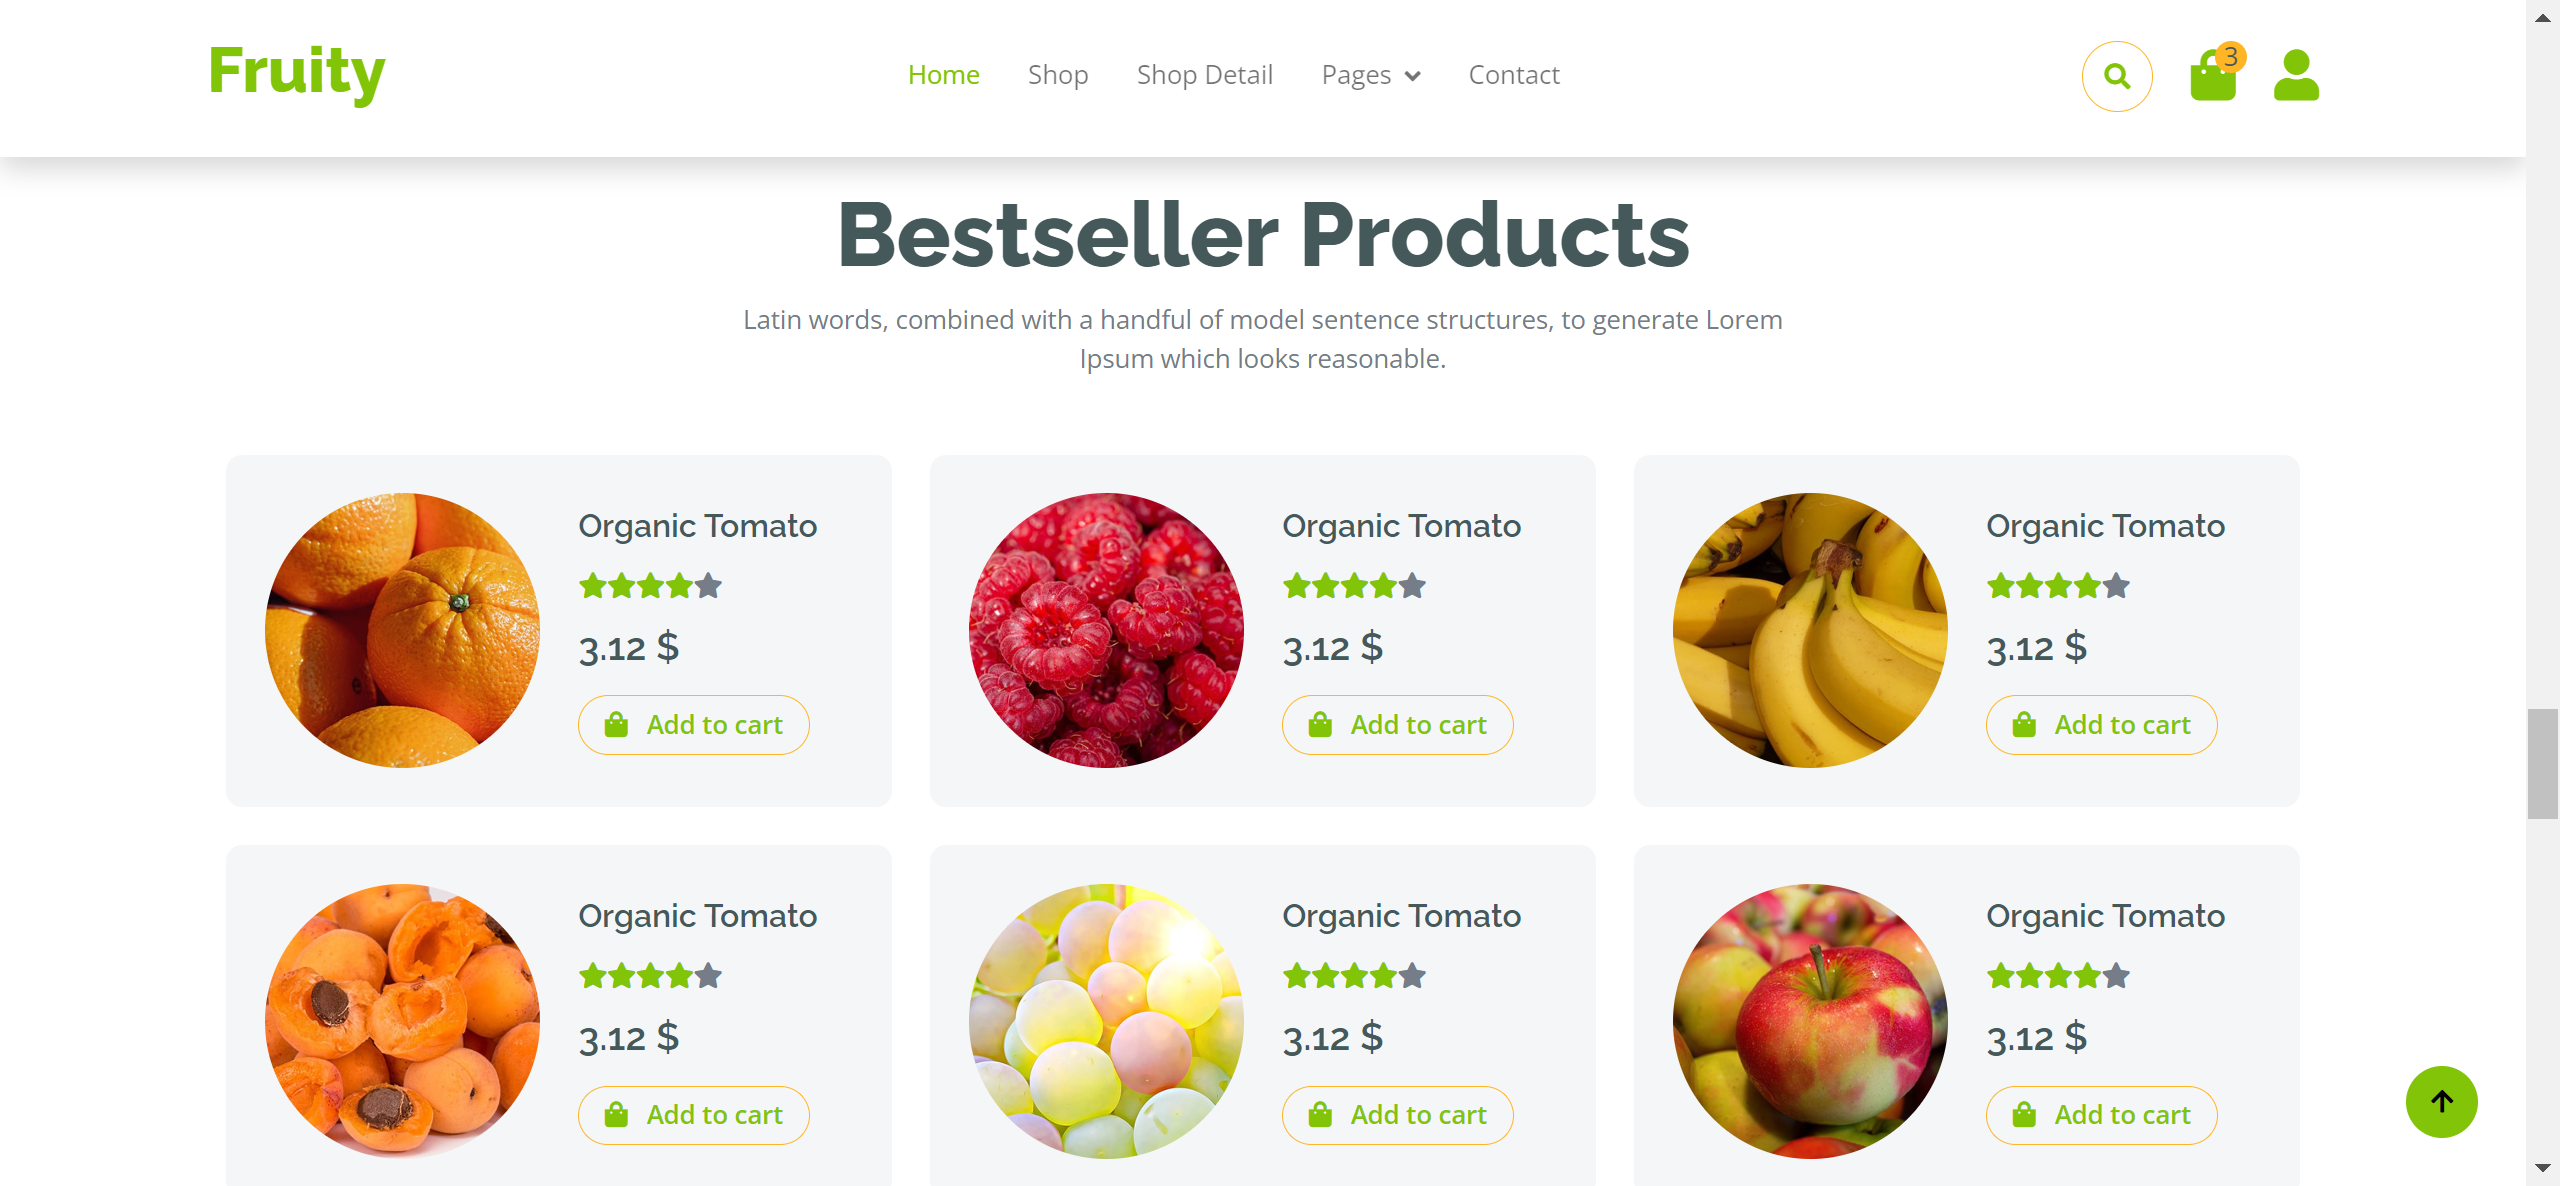 Fruity
Home Shop Shop Detail Pages Contact
3
Bestseller Products
Latin words, combined with a handful of model sentence structures, to generate Lorem
Ipsum which looks reasonable.
Organic Tomato
3.12 $
Add to cart
Organic Tomato
3.12 $
Add to cart
Organic Tomato
3.12 $
Add to cart
Organic Tomato
3.12 $
Add to cart
Organic Tomato
3.12 $
Add to cart
Organic Tomato
3.12 $
Add to cart